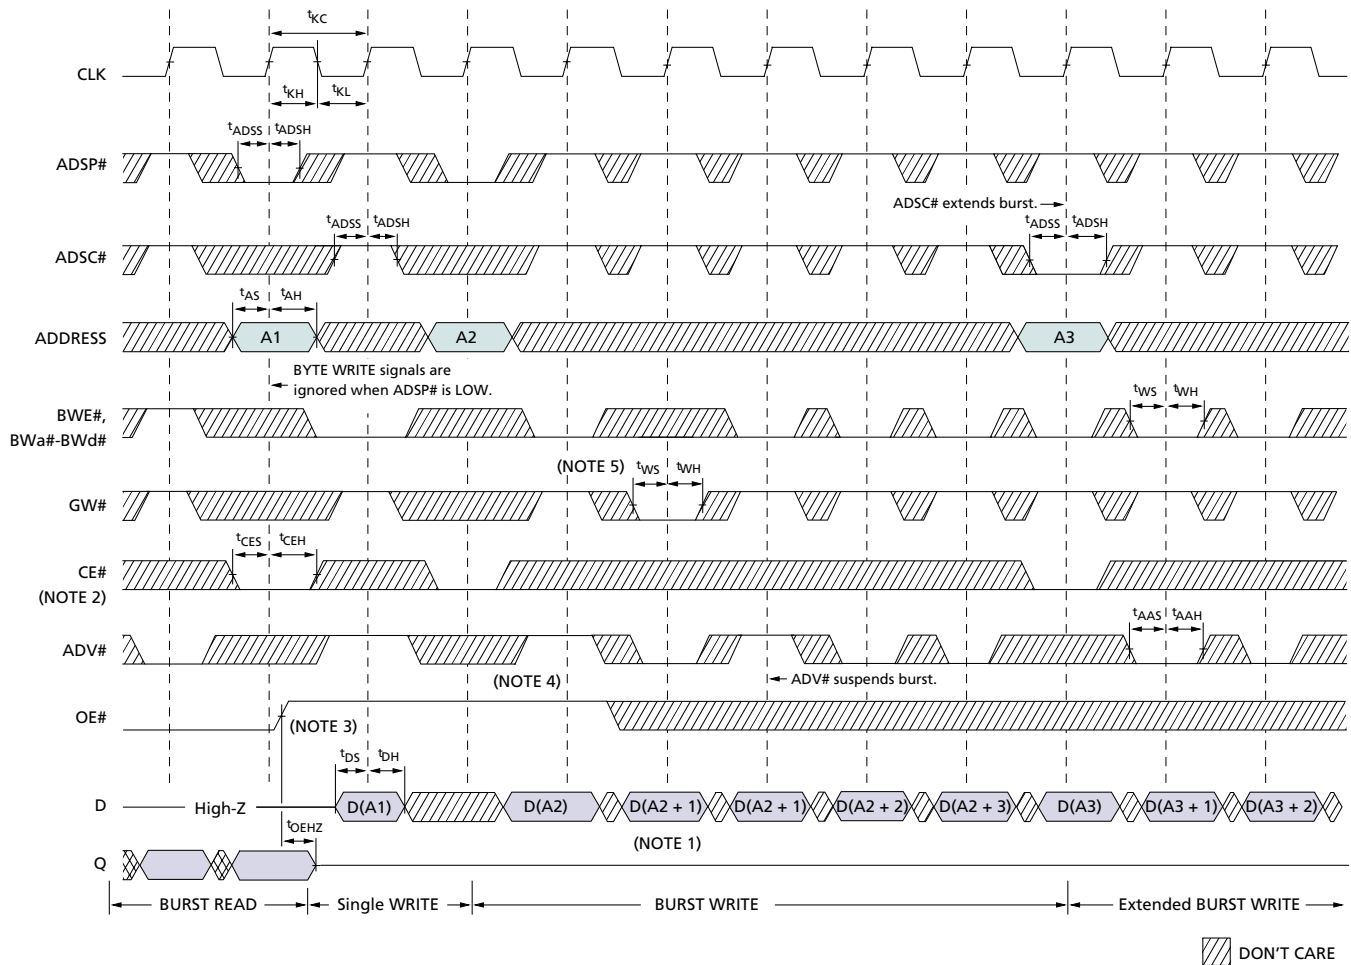 tKC
CLK
tKH
tKL
tADSS
tADSH
ADSP#
ADSC# extends burst.
tADSS
tADSH
tADSS
tADSH
ADSC#
tAS
tAH
ADDRESS
A1
A2
A3
BYTE WRITE signals are
ignored when ADSP# is LOW.
BWE#,
BWa#-BWd#
tWS
tWH
(NOTE 5)
tWS
tWH
GW#
tCES
tCEH
CE#
(NOTE 2)
tAAS
tAAH
ADV#
(NOTE 4)
ADV# suspends burst.
OE#
(NOTE 3)
tDS
tDH
D
High-Z
D(A1)
D(A2)
D(A2 + 1)
D(A2 + 1)
D(A2 + 2)
D(A2 + 3)
D(A3)
D(A3 + 1)
D(A3 + 2)
tOEHZ
(NOTE 1)
Q
BURST READ
Single WRITE
BURST WRITE
Extended BURST WRITE
DON'T CARE